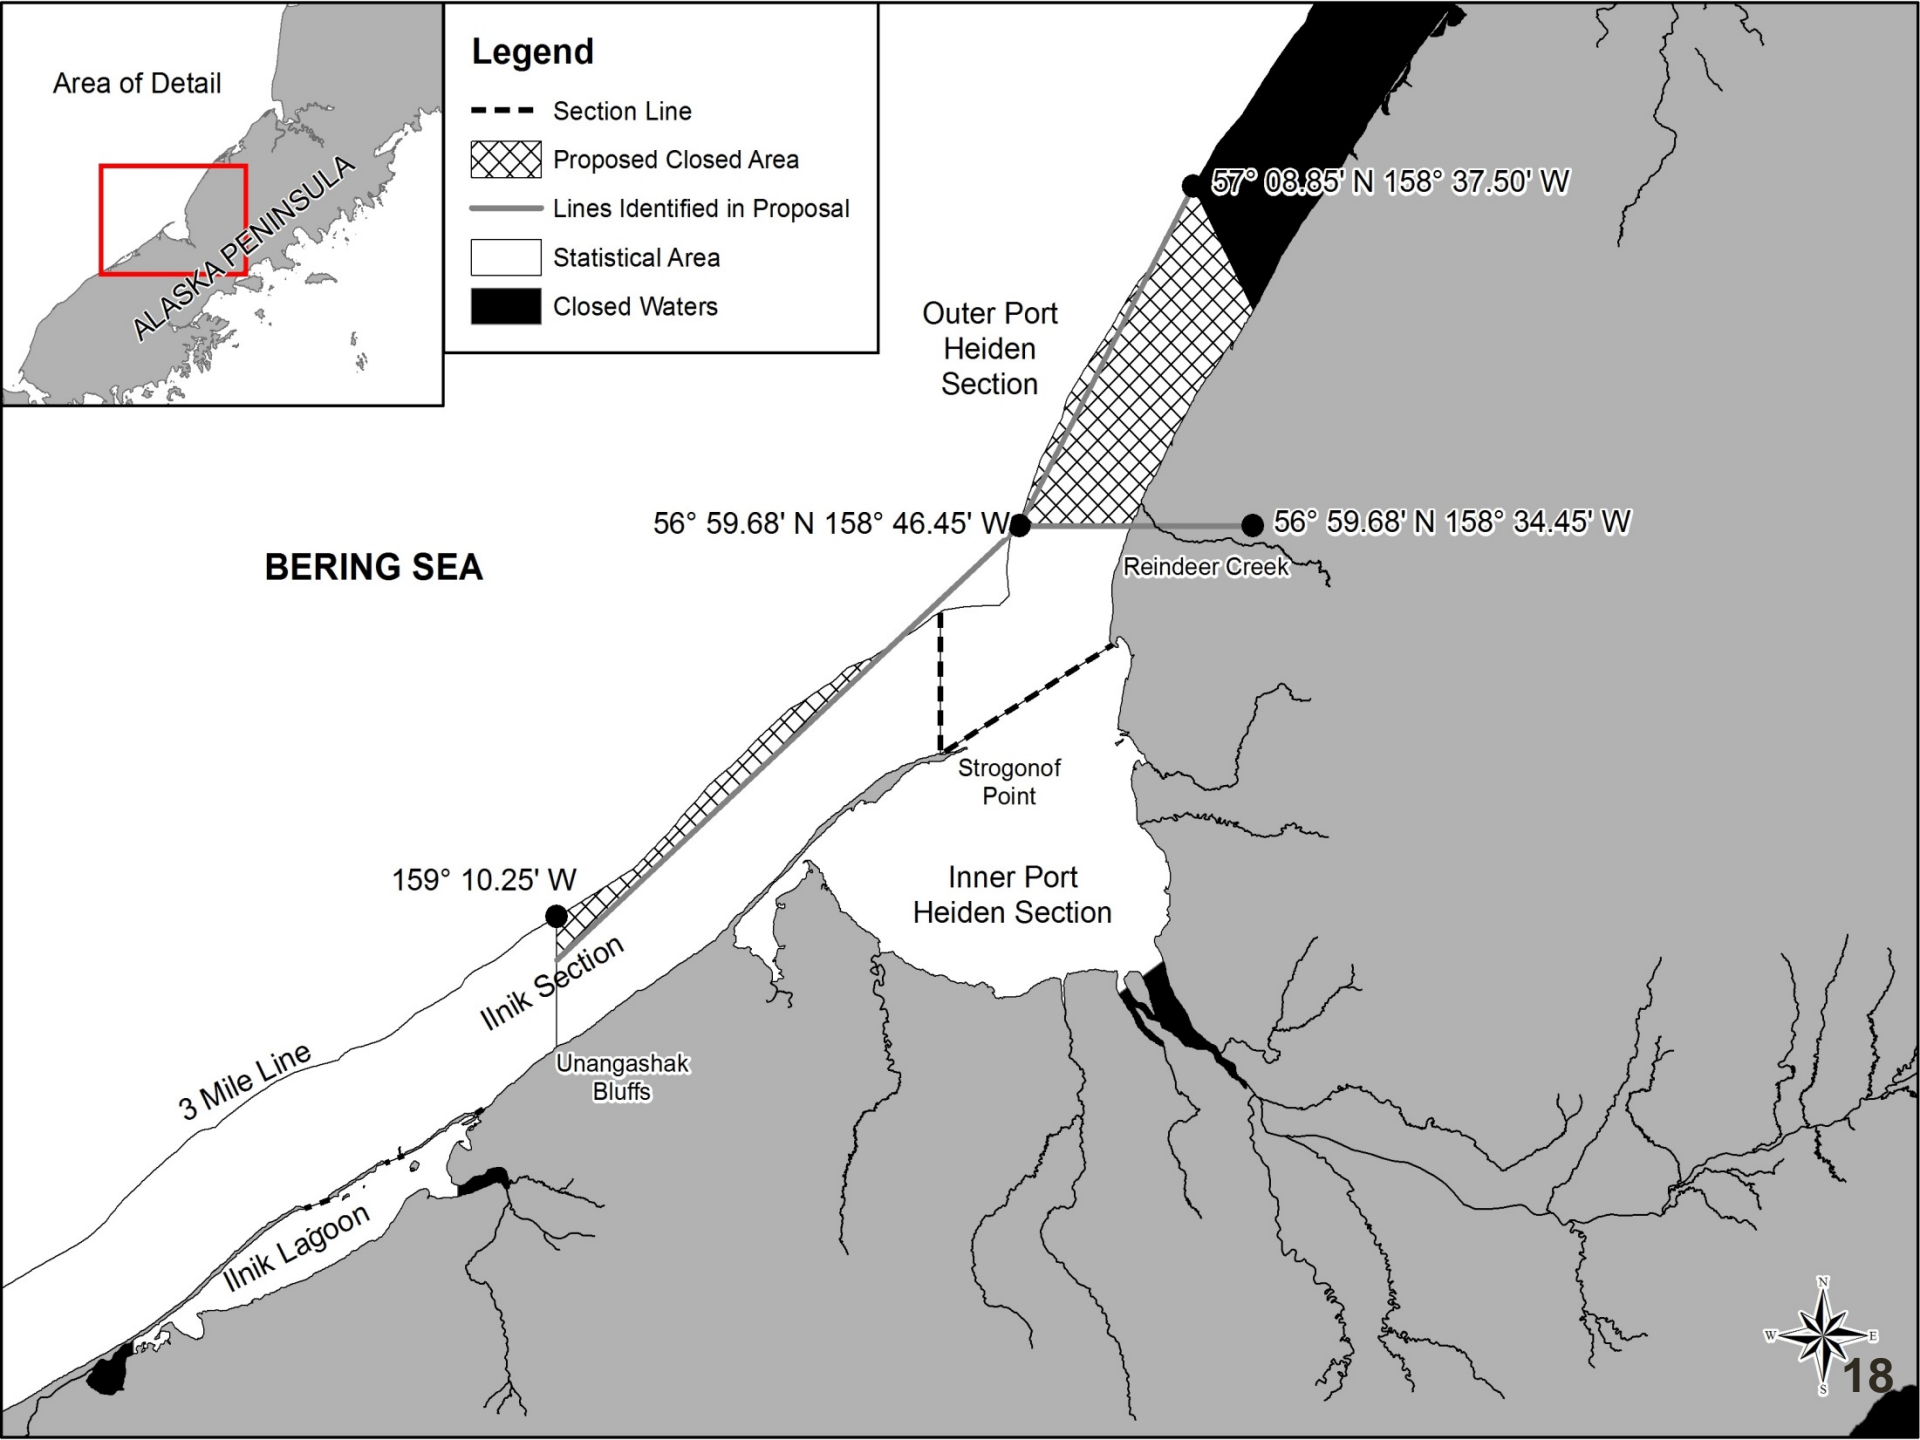 Area of Detail
ALASKA PENINSULA
Legend
Section Line
Proposed Closed Area
Lines Identified in Proposal
Statistical Area
Closed Waters
57° 08.85' N 158° 37.50' W
Outer Port
Heiden
Section
56° 59.68' N 158° 46.45' W
56° 59.68' N 158° 34.45' W
BERING SEA
Reindeer Creek
Strogonof
Point
159° 10.25' W
Inner Port
Heiden Section
Ilnik Section
3 Mile Line
Unangashak
Bluffs
Ilnik Lagoon
N
W
E
S
18